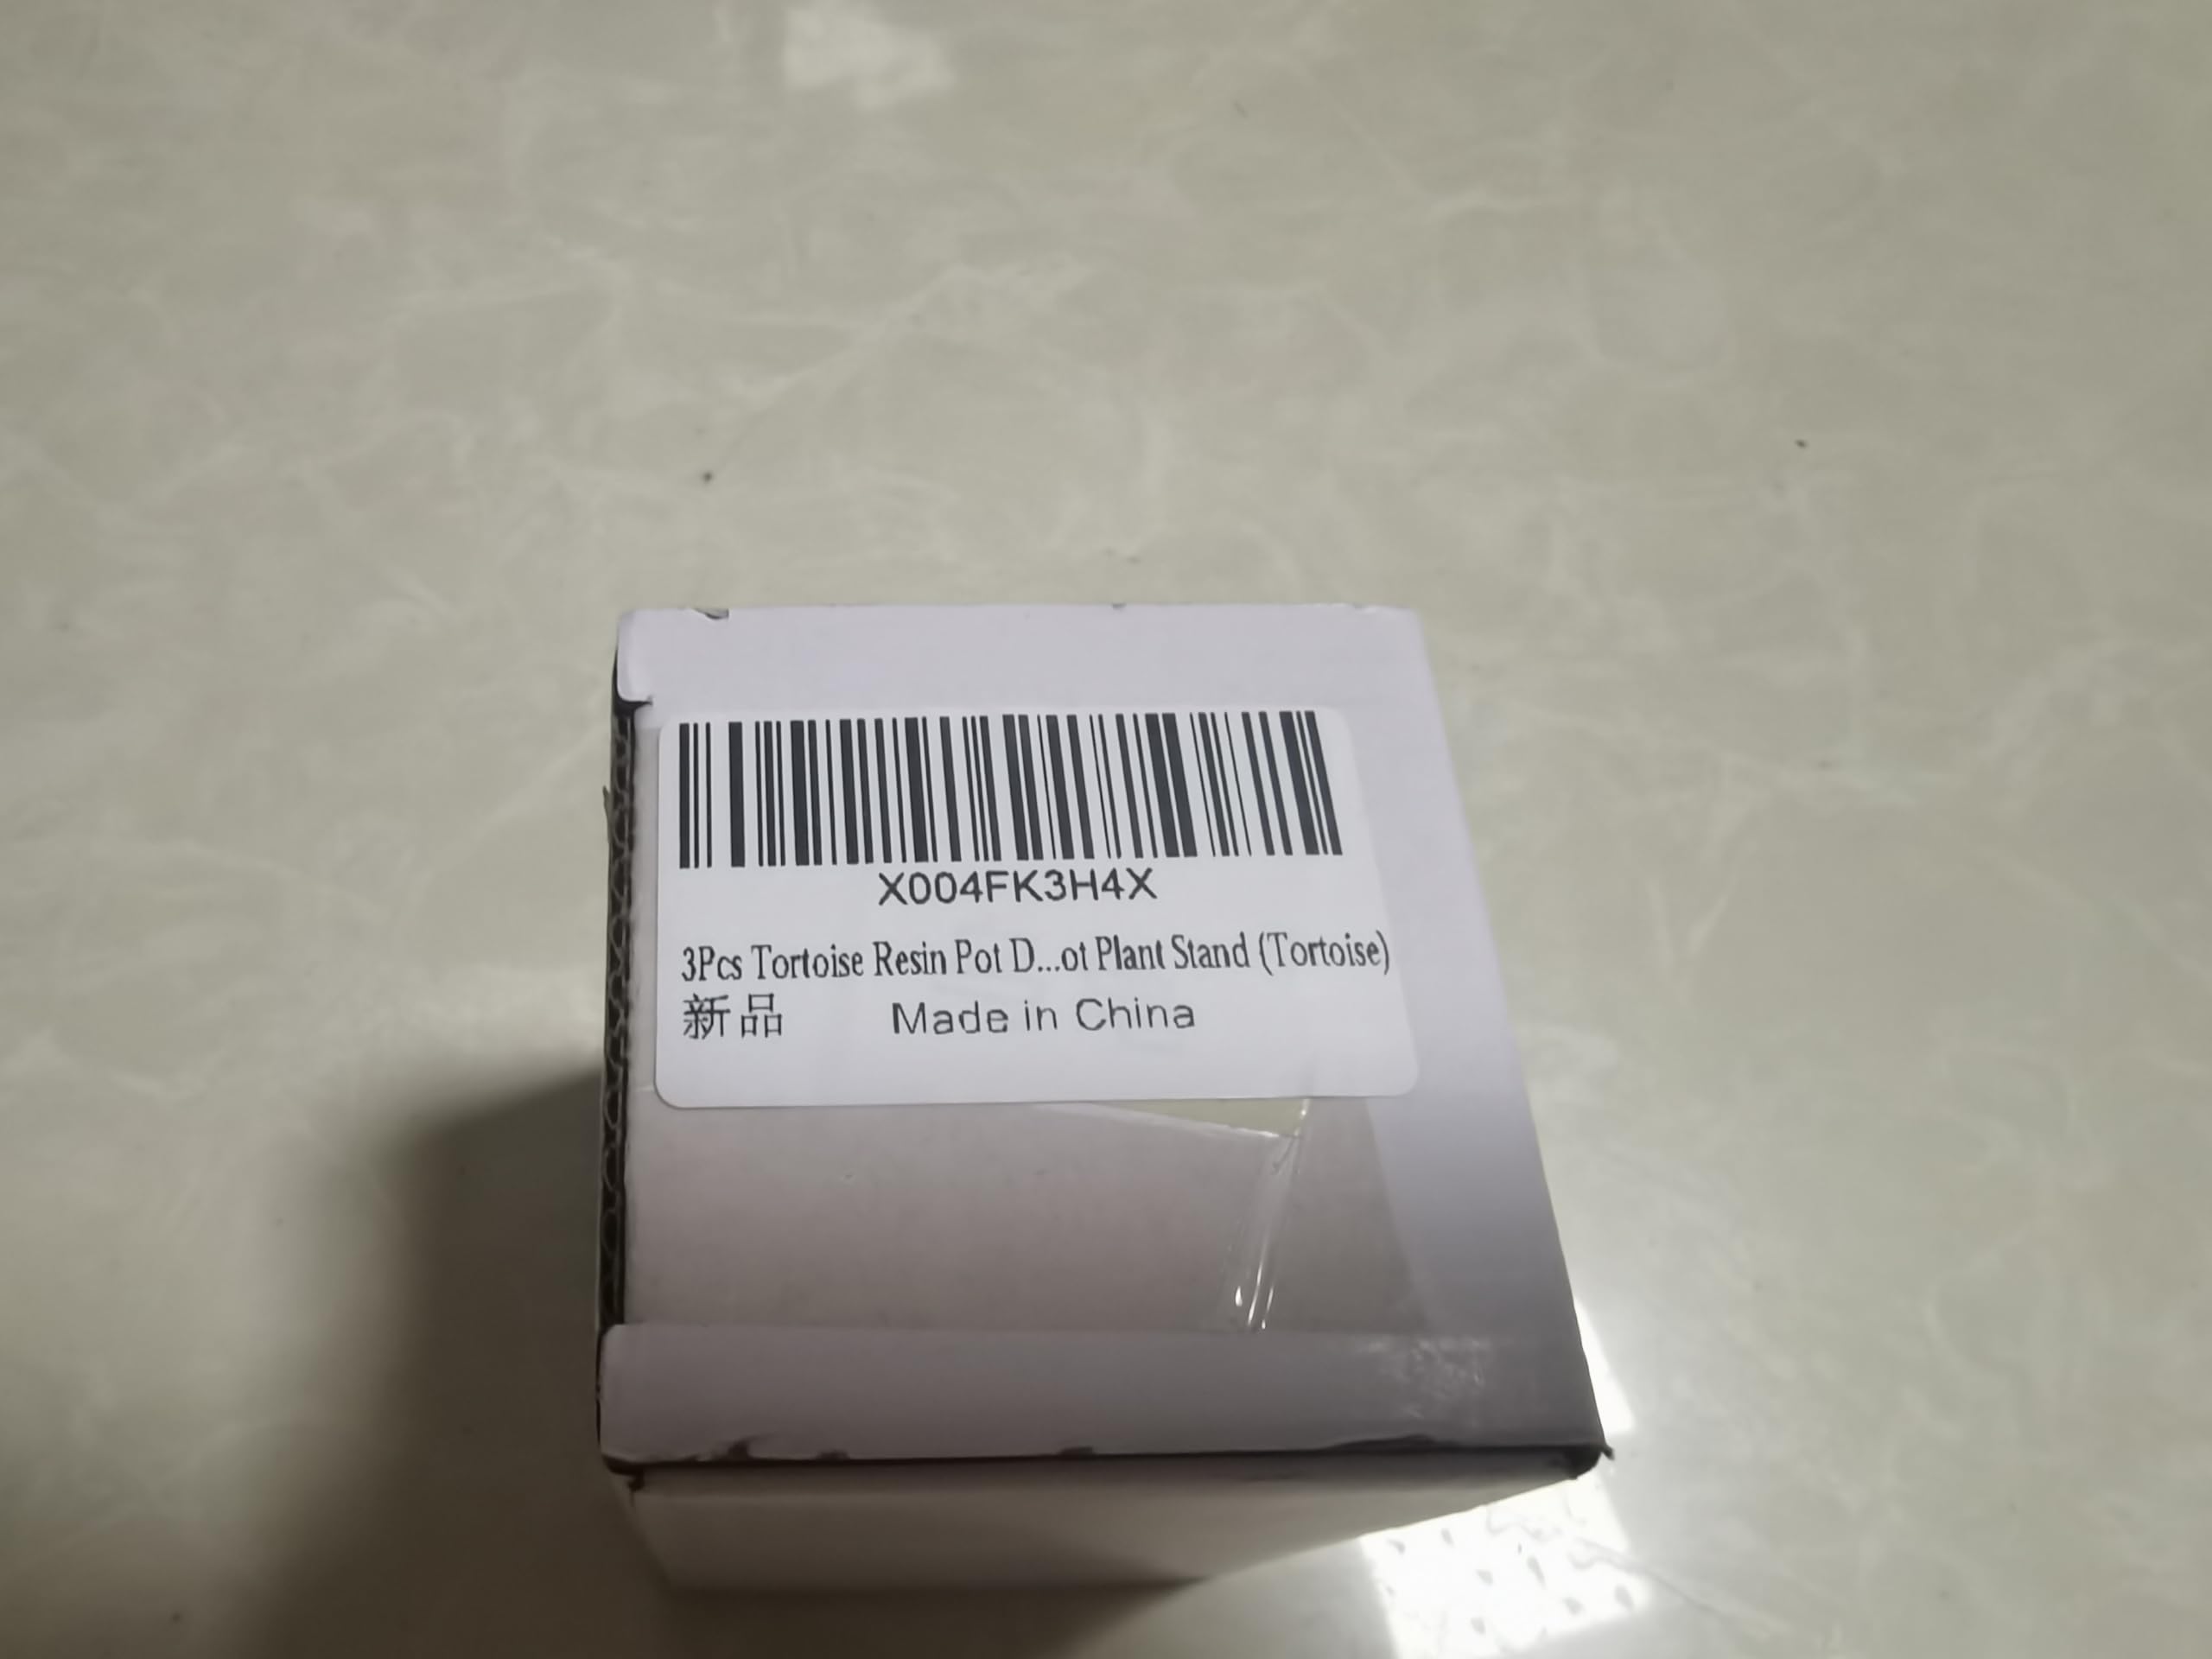 X004FK3H4X
3Pcs Tortoise Resin Pot D...ot Plant Stand (Tortoise)
新品 Made in China